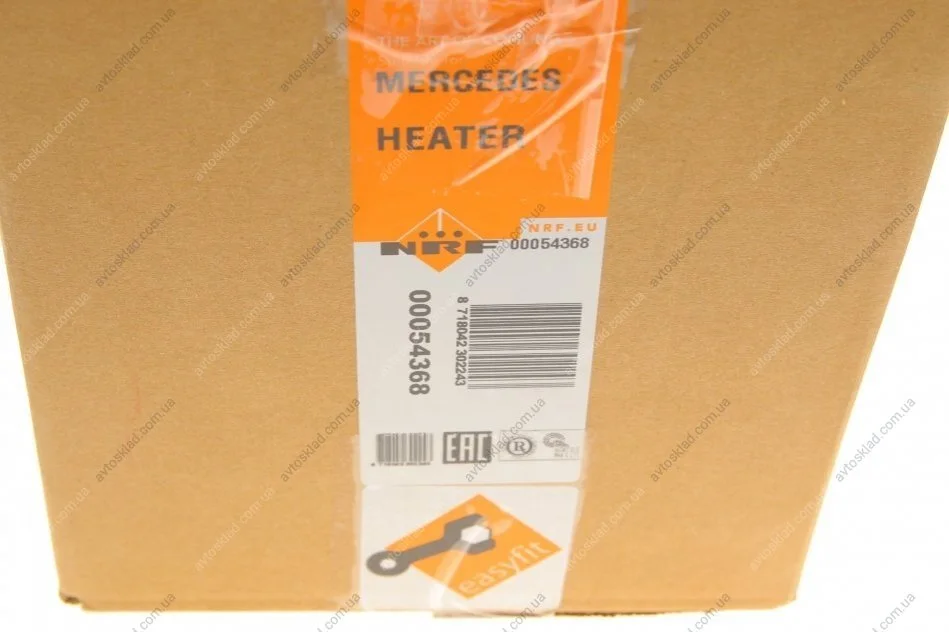 MERCEDES
HEATER
NRF.EU
NRF
00054368
00054368
8 718042 302243
EAC
R
easyfit
avtosklad.com.ua